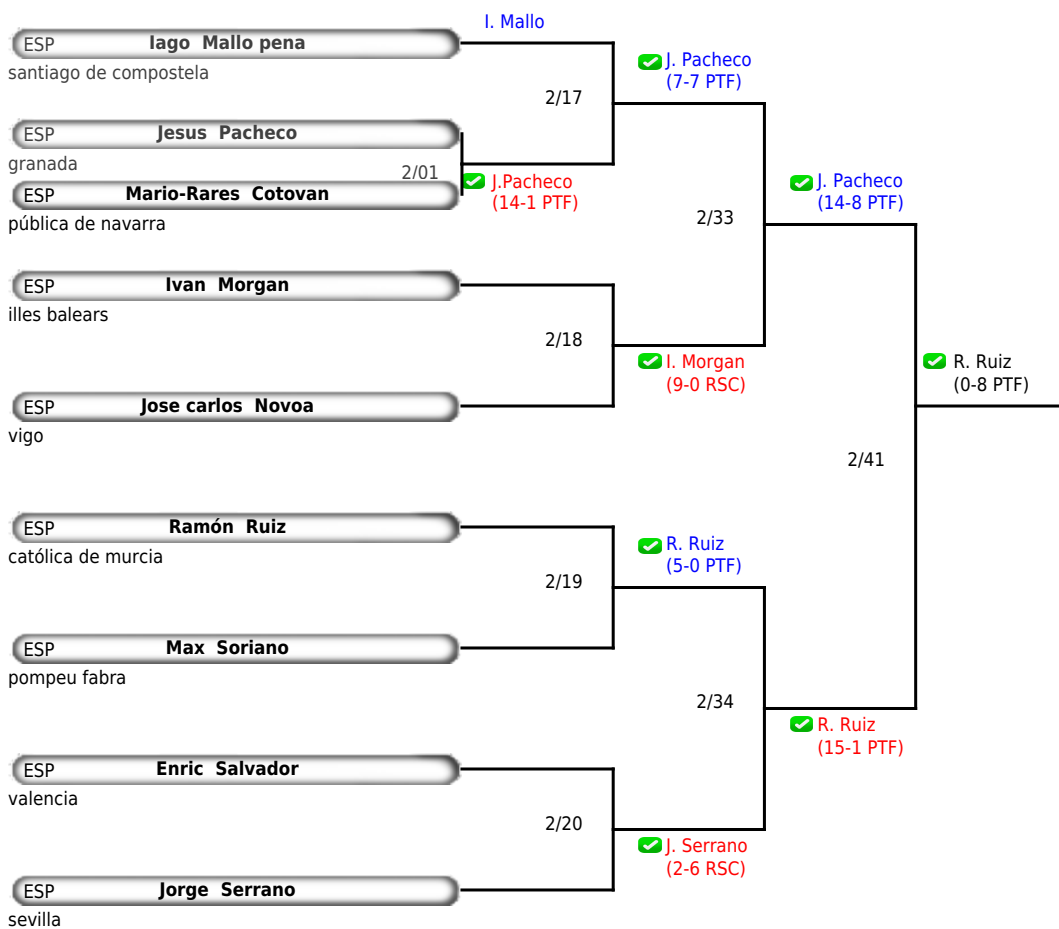 I. Mallo
ESP Iago Mallo pena
santiago de compostela
J. Pacheco
(7-7 PTF)
2/17
ESP Jesus Pacheco
granada
2/01
J.Pacheco
(14-1 PTF)
ESP Mario-Rares Cotovan
pública de navarra
J. Pacheco
(14-8 PTF)
2/33
ESP Ivan Morgan
illes balears
2/18
I. Morgan
(9-0 RSC)
R. Ruiz
(0-8 PTF)
ESP Jose carlos Novoa
vigo
2/41
ESP Ramón Ruiz
católica de murcia
R. Ruiz
(5-0 PTF)
2/19
ESP Max Soriano
pompeu fabra
2/34
R. Ruiz
(15-1 PTF)
ESP Enric Salvador
valencia
2/20
J. Serrano
(2-6 RSC)
ESP Jorge Serrano
sevilla